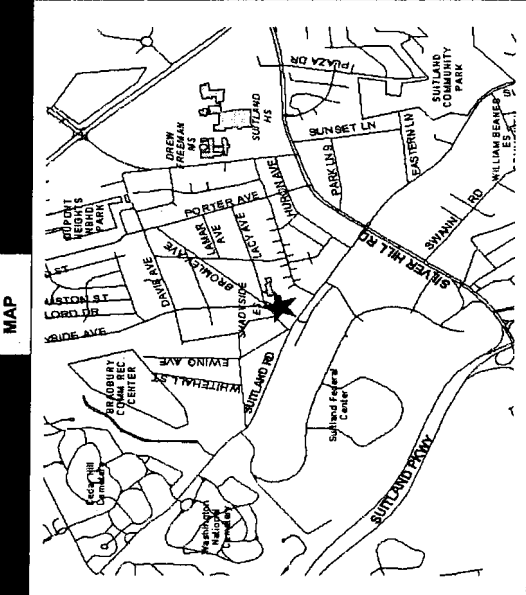 MAP
PLAZA DR
SUITLAND
COMMUNITY
PARK
DREW
FREEMAN
MS
SUITLAND
HS
SUNSET LN
PARK LN S
EASTERN LN
WILLIAM BEANES
ES
DUPONT
HEIGHTS
NBHD
PARK
PORTER AVE
HURON AVE
SWANN RD
LAMAR
AVE
LACY AVE
BROMLEY AVE
DAVIS AVE
SILVER HILL RD
LORD DR
SHADYSIDE
BRADBURY
COMM REC.
CENTER
EWING AVE
WHITEHALL ST
SUITLAND RD
Suitland Federal
Center
Cedar Hill
Cemetery
Washington
National
Cemetery
SUITLAND PKWY